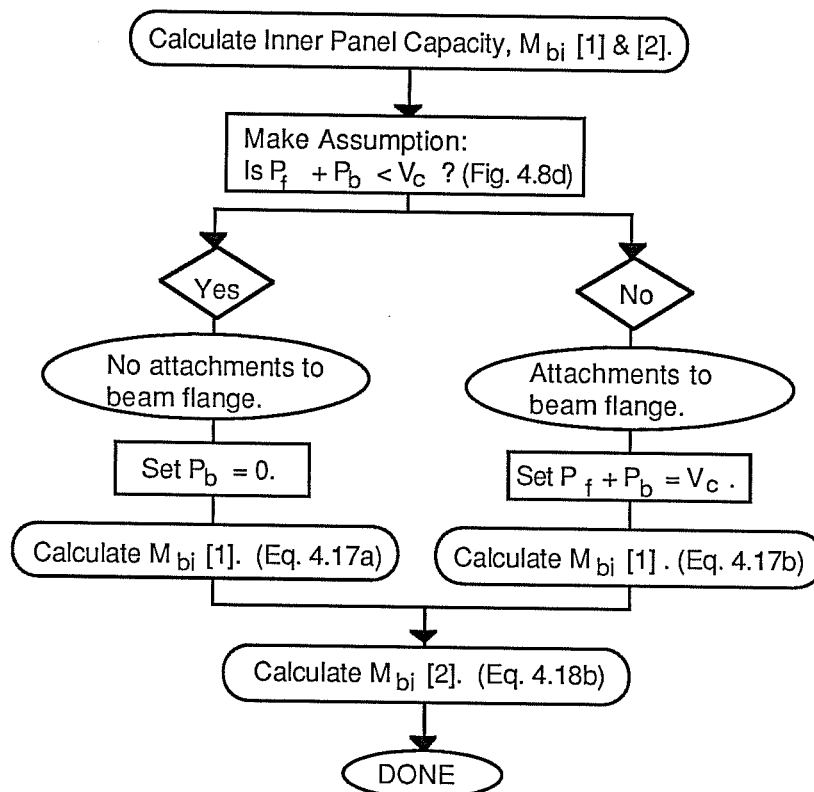 Calculate Inner Panel Capacity, M bi [1] & [2].
Make Assumption:
Is P f + P b < V c ? (Fig. 4.8d)
Yes
No
No attachments to
beam flange.
Attachments to
beam flange.
Set P b = 0.
Set P f + P b = V c .
Calculate M bi [1]. (Eq. 4.17a)
Calculate M bi [1] . (Eq. 4.17b)
Calculate M bi [2]. (Eq. 4.18b)
DONE